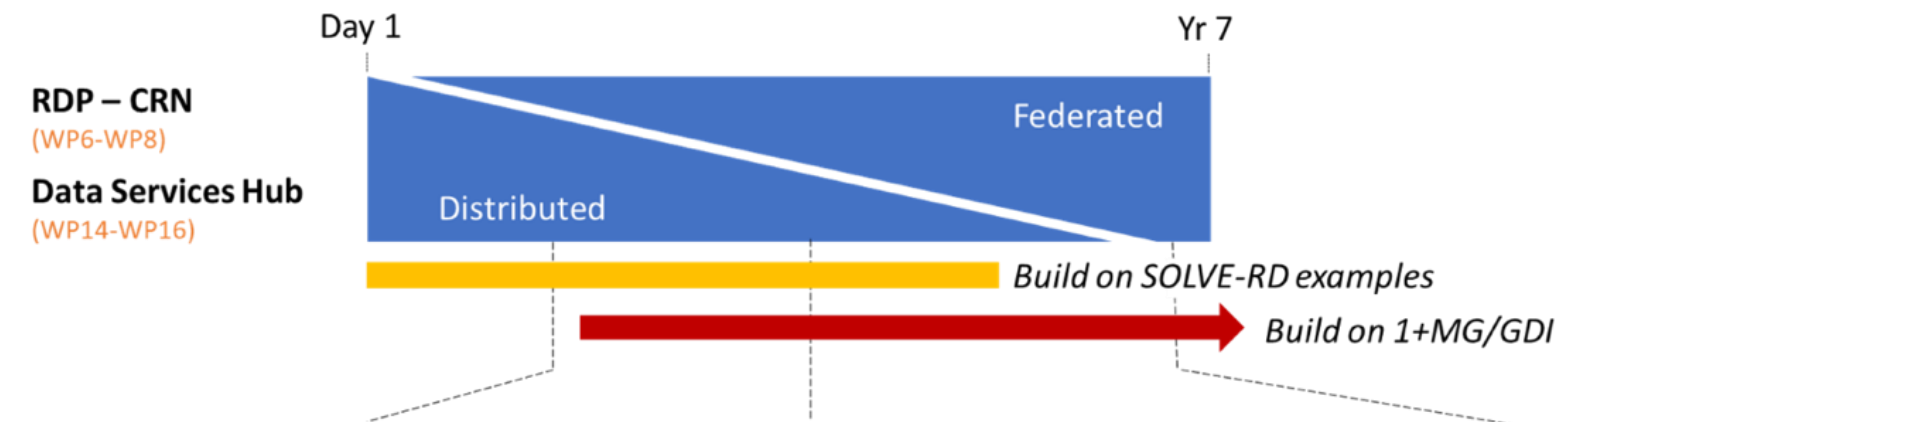 Day 1
Yr 7
RDP – CRN
(WP6-WP8)
Federated
Data Services Hub
Distributed
(WP14-WP16)
Build on SOLVE-RD examples
Build on 1+MG/GDI